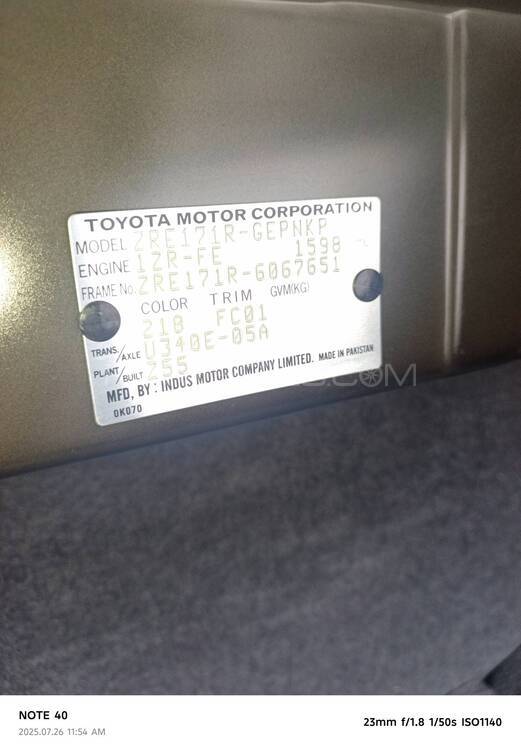 TOYOTA MOTOR CORPORATION
MODEL ZRE171R-GEPNKP
ENGINE 1ZR-FE 1598
FRAME No. ZRE171R-6067651
COLOR TRIM GVM(KG)
218 FC01
TRANS./AXLE U340E-05A
PLANT/BUILT Z55
MFD, BY : INDUS MOTOR COMPANY LIMITED. MADE IN PAKISTAN
0K070
NOTE 40
2025.07.26 11:54 AM
23mm f/1.8 1/50s ISO1140